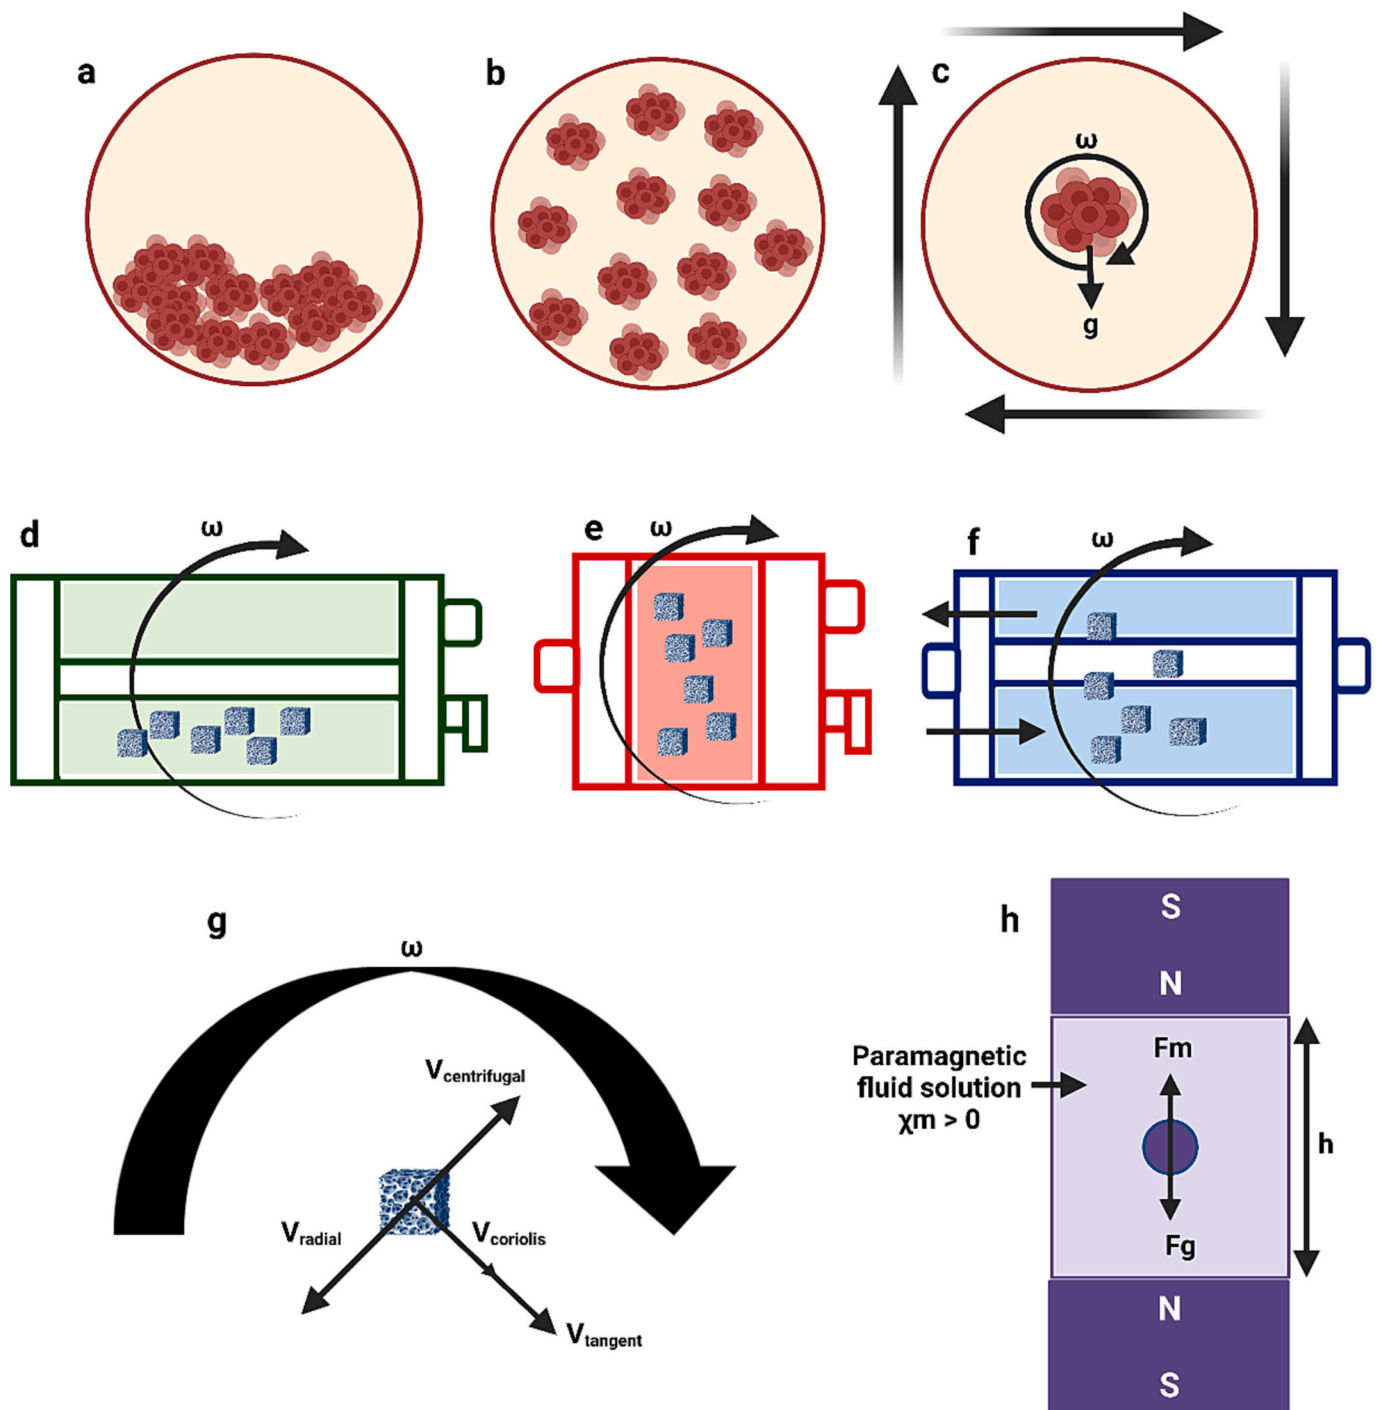 a
b
c
ω
g
d
ω
e
ω
f
ω
g
ω
Vcentrifugal
Vradial
Vcoriolis
Vtangent
h
S
N
Paramagnetic
fluid solution
χm > 0
Fm
h
Fg
N
S